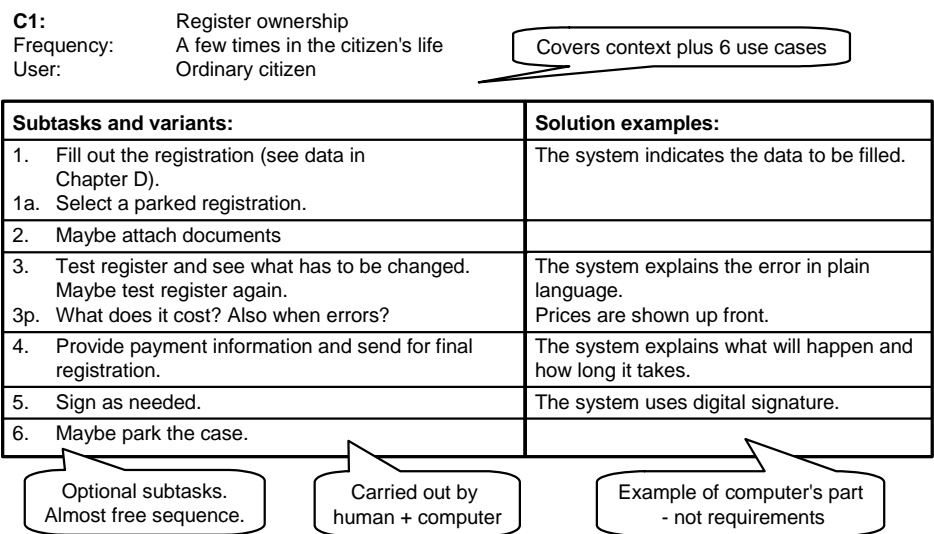 C1: Register ownership
Frequency: A few times in the citizen's life
User: Ordinary citizen
Covers context plus 6 use cases
Subtasks and variants: Solution examples:
1. Fill out the registration (see data in
Chapter D).
1a. Select a parked registration.
The system indicates the data to be filled.
2. Maybe attach documents
3. Test register and see what has to be changed.
Maybe test register again.
3p. What does it cost? Also when errors?
The system explains the error in plain
language.
Prices are shown up front.
4. Provide payment information and send for final
registration.
The system explains what will happen and
how long it takes.
5. Sign as needed.
The system uses digital signature.
6. Maybe park the case.
Optional subtasks.
Almost free sequence.
Carried out by
human + computer
Example of computer's part
- not requirements